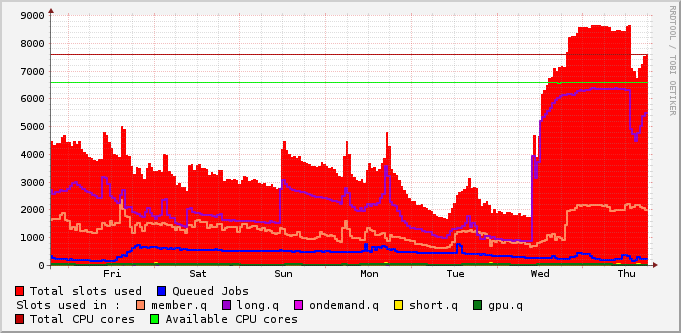 9000
8000
7000
6000
5000
4000
3000
2000
1000
0
Fri Sat Sun Mon Tue Wed Thu
RRDTOOL / TOBI OETIKER
Total slots used Queued Jobs
Slots used in : member.q long.q ondemand.q short.q gpu.q
Total CPU cores Available CPU cores